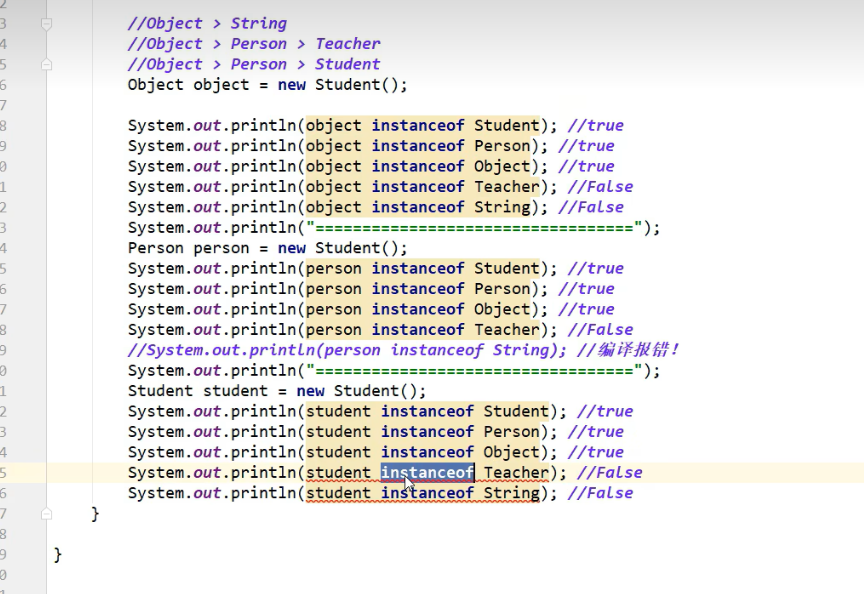 2
3 //Object > String
4 //Object > Person > Teacher
5 //Object > Person > Student
6 Object object = new Student();
7
8 System.out.println(object instanceof Student); //true
9 System.out.println(object instanceof Person); //true
0 System.out.println(object instanceof Object); //true
1 System.out.println(object instanceof Teacher); //False
2 System.out.println(object instanceof String); //False
3 System.out.println("==================================");
4 Person person = new Student();
5 System.out.println(person instanceof Student); //true
6 System.out.println(person instanceof Person); //true
7 System.out.println(person instanceof Object); //true
8 System.out.println(person instanceof Teacher); //False
9 //System.out.println(person instanceof String); //编译报错!
0 System.out.println("==================================");
1 Student student = new Student();
2 System.out.println(student instanceof Student); //true
3 System.out.println(student instanceof Person); //true
4 System.out.println(student instanceof Object); //true
5 System.out.println(student instanceof Teacher); //False
6 System.out.println(student instanceof String); //False
7 }
8
9 }
0